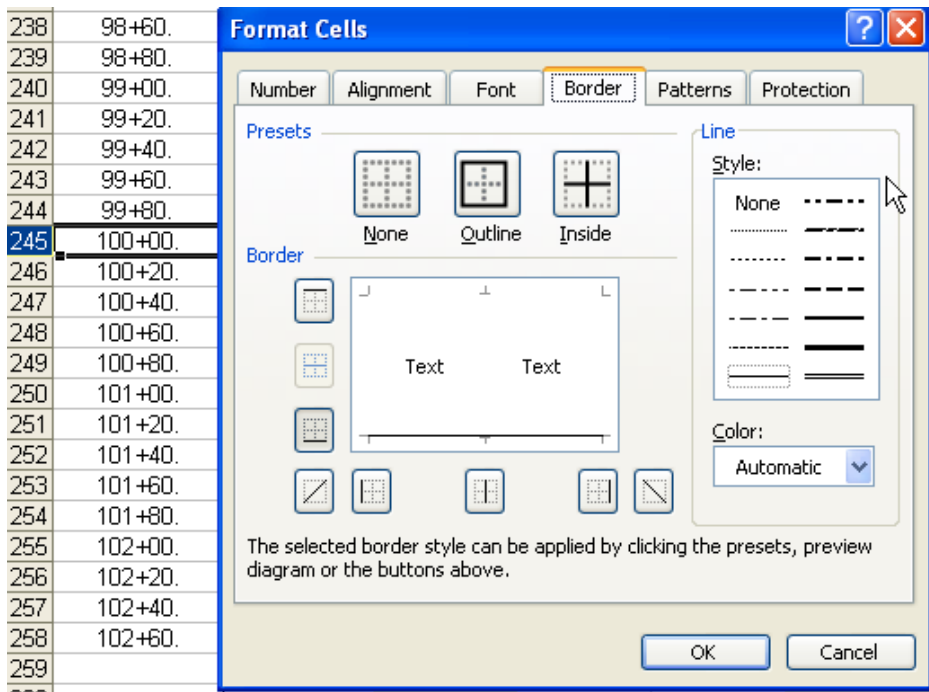 238 98+60.
239 98+80.
240 99+00.
241 99+20.
242 99+40.
243 99+60.
244 99+80.
245 100+00.
246 100+20.
247 100+40.
248 100+60.
249 100+80.
250 101+00.
251 101+20.
252 101+40.
253 101+60.
254 101+80.
255 102+00.
256 102+20.
257 102+40.
258 102+60.
259
Format Cells
Number Alignment Font Border Patterns Protection
Presets
None Outline Inside
Border
Text Text
Line
Style:
None
Color:
Automatic
The selected border style can be applied by clicking the presets, preview
diagram or the buttons above.
OK Cancel